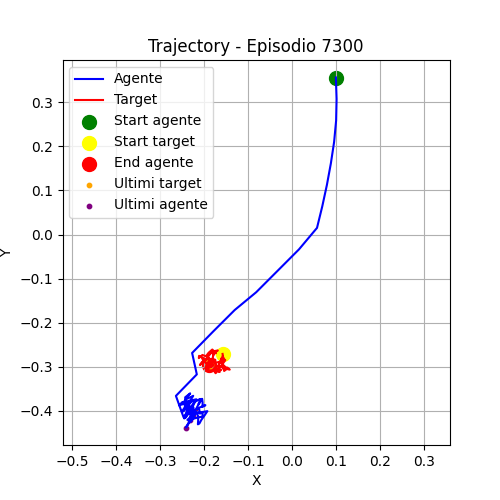 Trajectory - Episodio 7300
Agente
Target
Start agente
Start target
End agente
Ultimi target
Ultimi agente
Y
0.3
0.2
0.1
0.0
−0.1
−0.2
−0.3
−0.4
−0.5
−0.4
−0.3
−0.2
−0.1
0.0
0.1
0.2
0.3
X